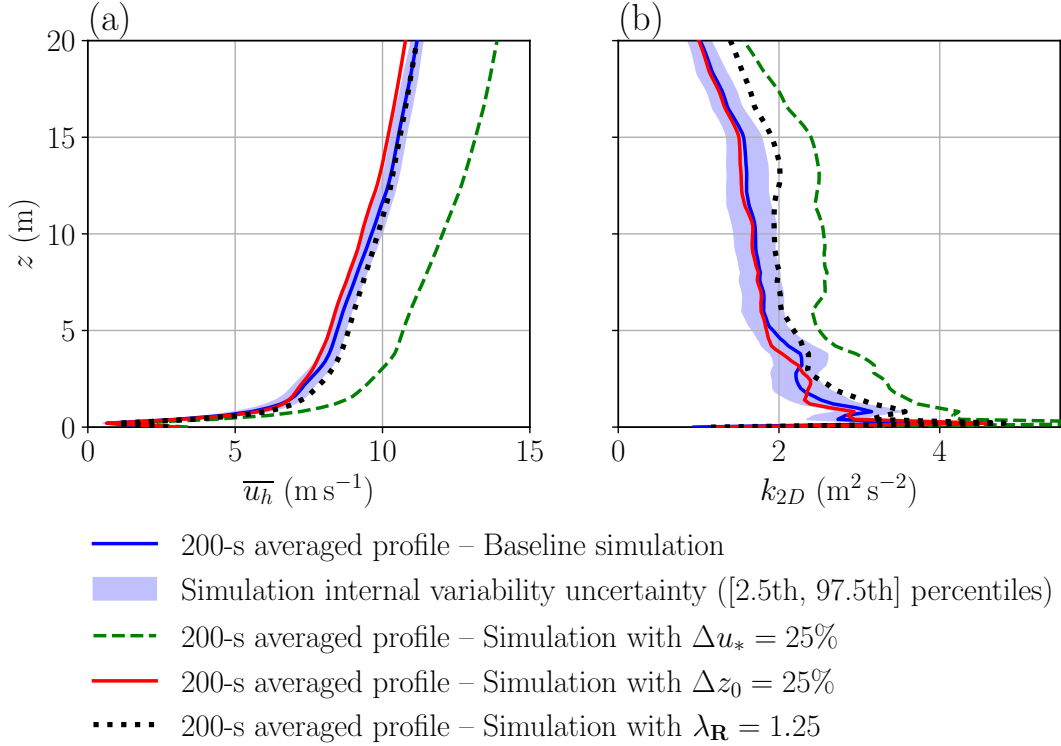 (a)
(b)
20
15
10
5
0
z (m)
0 5 10 15
0 2 4
$\overline{u_h}$ (m s⁻¹)
$k_{2D}$ (m² s⁻²)
200-s averaged profile – Baseline simulation
Simulation internal variability uncertainty ([2.5th, 97.5th] percentiles)
200-s averaged profile – Simulation with $\Delta u_* = 25\%$
200-s averaged profile – Simulation with $\Delta z_0 = 25\%$
200-s averaged profile – Simulation with $\lambda_{\mathbf{R}} = 1.25$